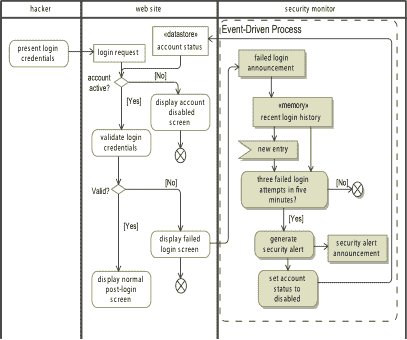 hacker
web site
security monitor
Event-Driven Process
present login
credentials
login request
«datastore»
account status
account
active?
[No]
[Yes]
display account
disabled
screen
validate login
credentials
Valid?
[No]
[Yes]
display failed
login screen
display normal
post-login
screen
failed login
announcement
«memory»
recent login history
new entry
three failed login
attempts in five
minutes?
[No]
[Yes]
generate
security alert
security alert
announcement
set account
status to
disabled